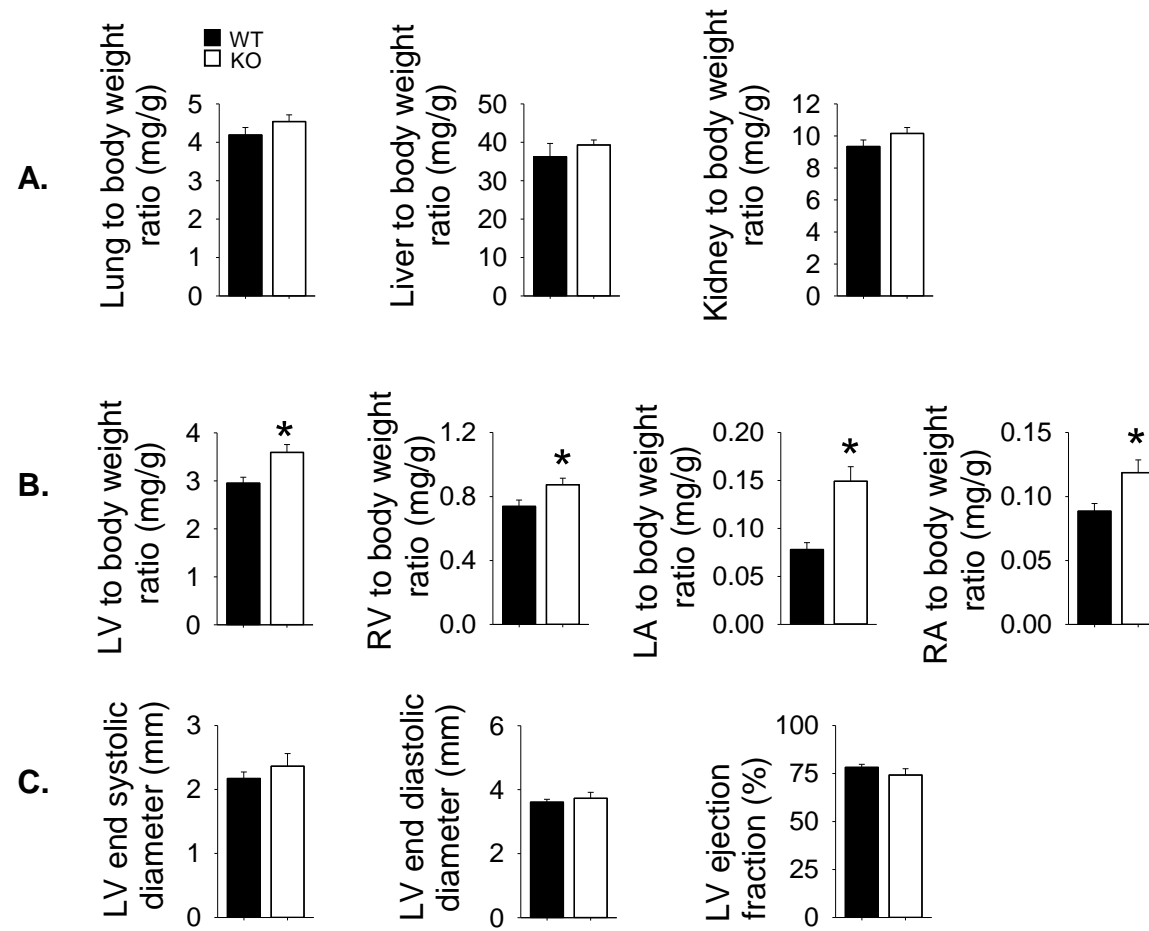 WT
KO
A.
Lung to body weight
ratio (mg/g)
5
4
3
2
1
0
Liver to body weight
ratio (mg/g)
50
40
30
20
10
0
Kidney to body weight
ratio (mg/g)
12
10
8
6
4
2
0
B.
LV to body weight
ratio (mg/g)
4
3
2
1
0
*
RV to body weight
ratio (mg/g)
1.2
0.8
0.4
0.0
*
LA to body weight
ratio (mg/g)
0.20
0.15
0.10
0.05
0.00
*
RA to body weight
ratio (mg/g)
0.15
0.10
0.05
0.00
*
C.
LV end systolic
diameter (mm)
3
2
1
0
LV end diastolic
diameter (mm)
6
4
2
0
LV ejection
fraction (%)
100
75
50
25
0